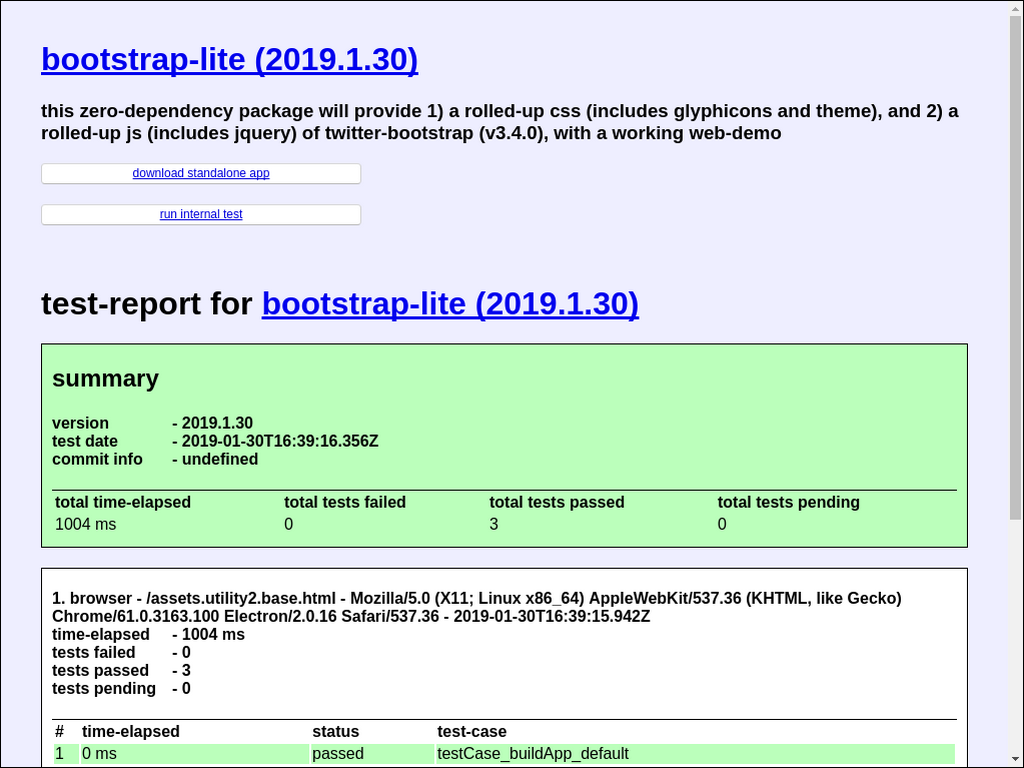 bootstrap-lite (2019.1.30)
this zero-dependency package will provide 1) a rolled-up css (includes glyphicons and theme), and 2) a
rolled-up js (includes jquery) of twitter-bootstrap (v3.4.0), with a working web-demo
download standalone app
run internal test
test-report for bootstrap-lite (2019.1.30)
summary
version - 2019.1.30
test date - 2019-01-30T16:39:16.356Z
commit info - undefined
total time-elapsed total tests failed total tests passed total tests pending
1004 ms 0 3 0
1. browser - /assets.utility2.base.html - Mozilla/5.0 (X11; Linux x86_64) AppleWebKit/537.36 (KHTML, like Gecko)
Chrome/61.0.3163.100 Electron/2.0.16 Safari/537.36 - 2019-01-30T16:39:15.942Z
time-elapsed - 1004 ms
tests failed - 0
tests passed - 3
tests pending - 0
# time-elapsed status test-case
1 0 ms passed testCase_buildApp_default